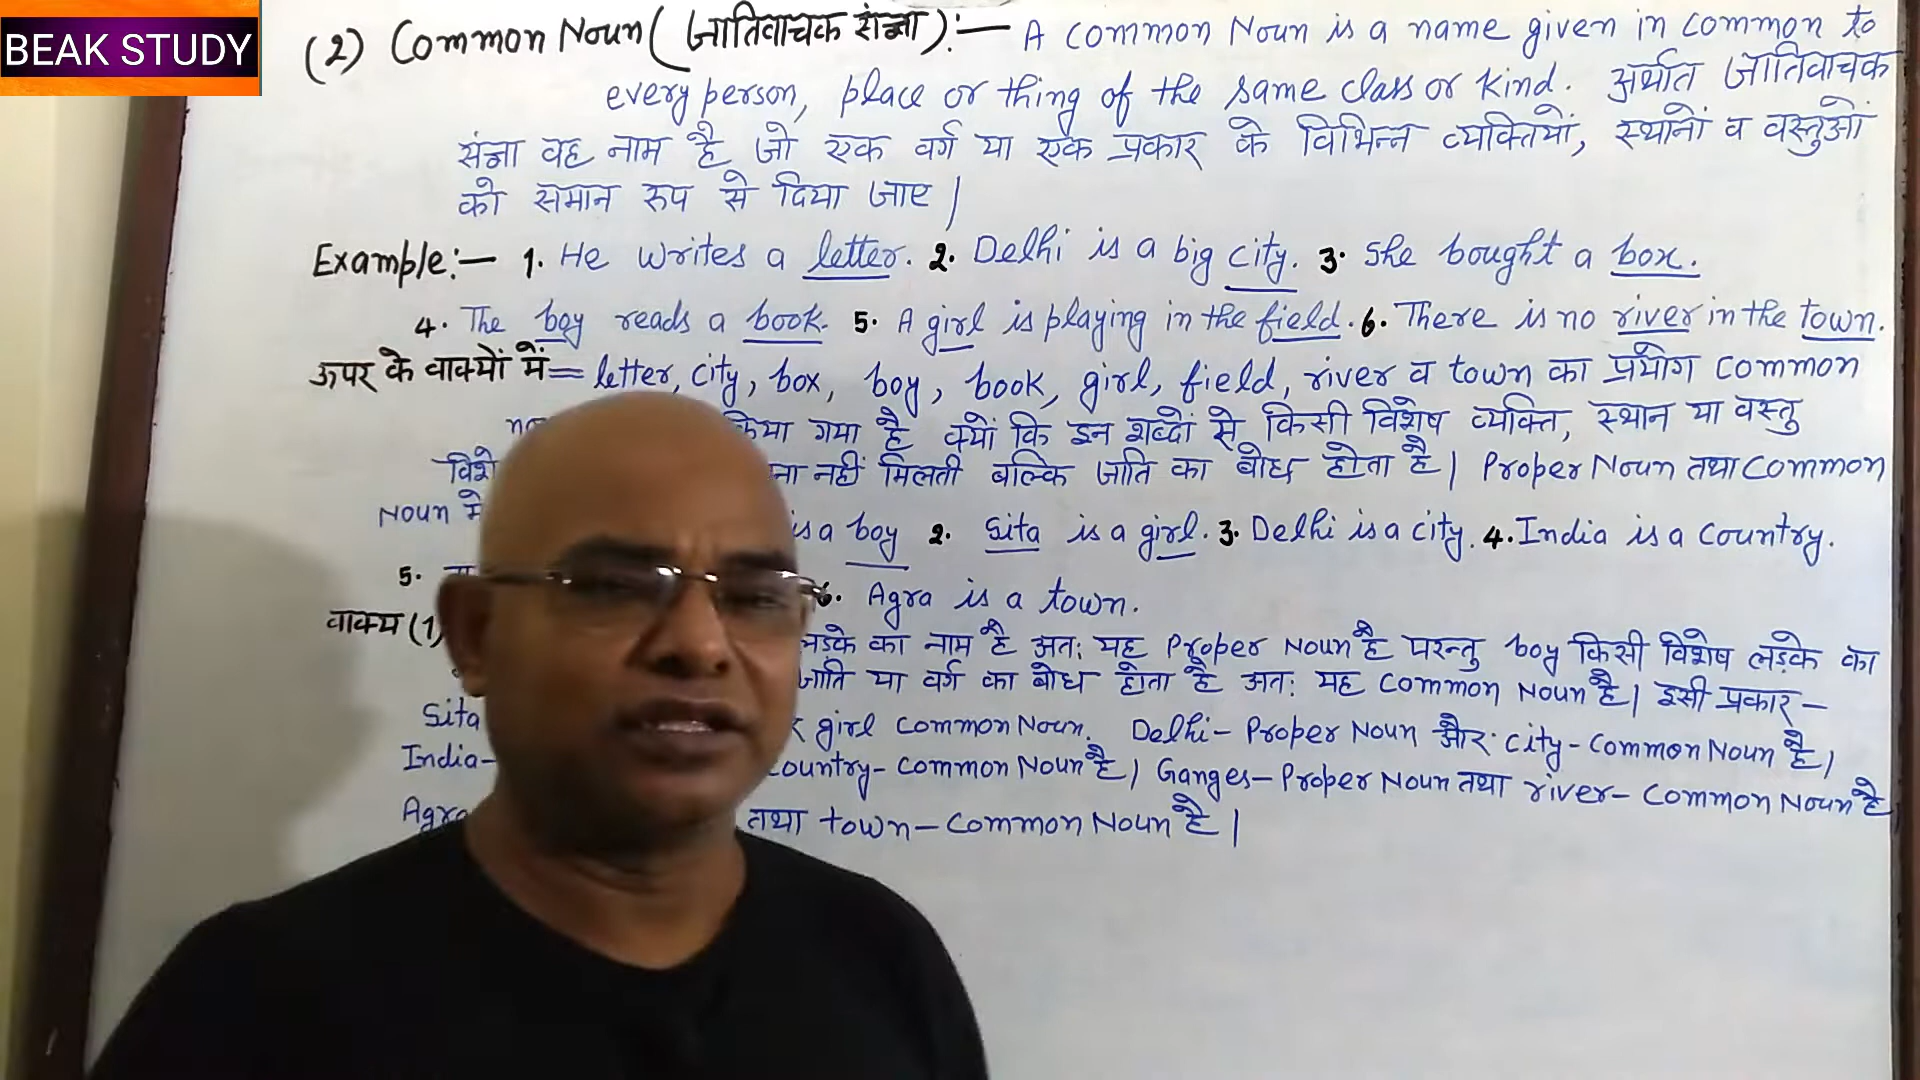 BEAK STUDY
(2) Common Noun (जातिवाचक संज्ञा):— A Common Noun is a name given in common to
every person, place or thing of the same class or kind. अर्थात जातिवाचक
संज्ञा वह नाम है जो एक वर्ग या एक प्रकार के विभिन्न व्यक्तियों, स्थानों व वस्तुओं
को समान रुप से दिया जाए |
Example:— 1. He writes a letter. 2. Delhi is a big city. 3. She bought a box.
4. The boy reads a book. 5. A girl is playing in the field. 6. There is no river in the town.
ऊपर के वाक्यों में= letter, city, box, boy, book, girl, field, river व town का प्रयोग common
किया गया है क्यों कि इन शब्दों से किसी विशेष व्यक्ति, स्थान या वस्तु
विशे ना नहीं मिलती बल्कि जाति का बोध होता है | Proper Noun तथा Common
Noun में is a boy 2. Sita is a girl. 3. Delhi is a city. 4. India is a country.
5. 6. Agra is a town.
वाक्य (1) लड़के का नाम है अत: यह Proper Noun है परन्तु boy किसी विशेष लड़के का
जाति या वर्ग का बोध होता है अत: यह Common Noun है | इसी प्रकार –
Sita girl Common Noun. Delhi – Proper Noun और city – Common Noun है |
India – Country – Common Noun है | Ganges – Proper Noun तथा river – Common Noun है
Agra तथा town – Common Noun है |